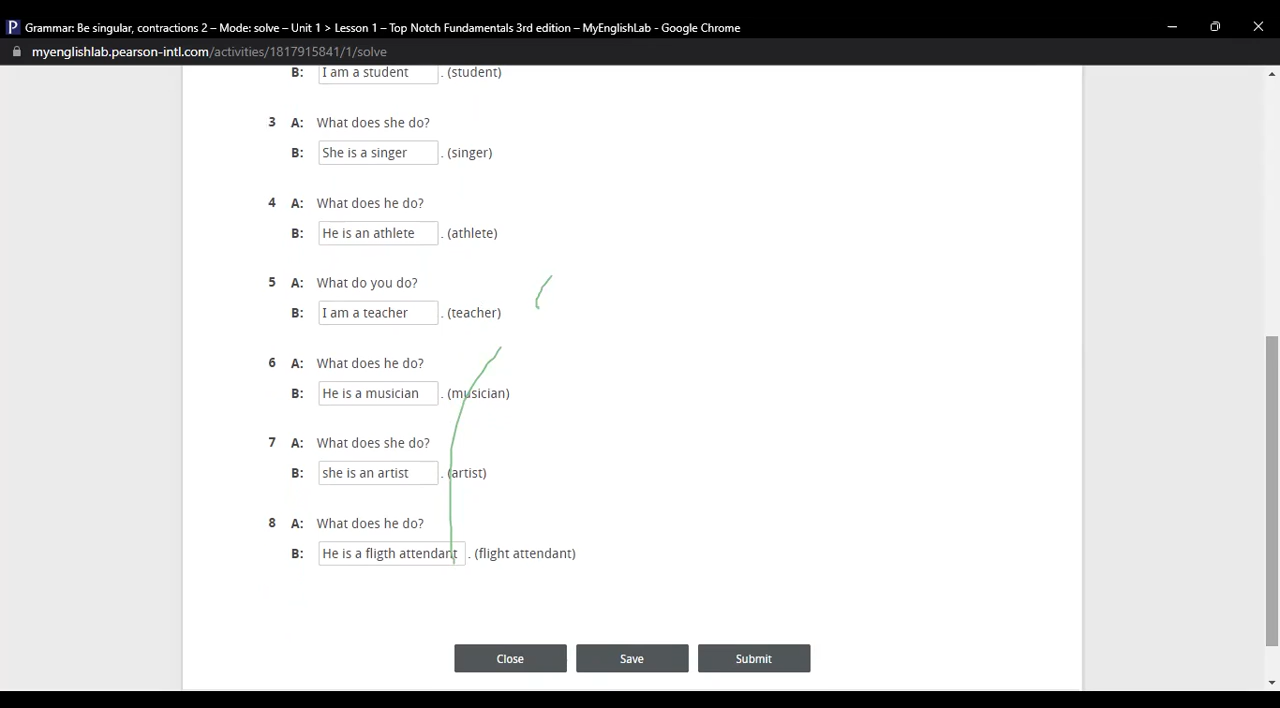 P Grammar: Be singular, contractions 2 – Mode: solve – Unit 1 > Lesson 1 – Top Notch Fundamentals 3rd edition – MyEnglishLab - Google Chrome
myenglishlab.pearson-intl.com/activities/1817915841/1/solve
B: I am a student . (student)
3 A: What does she do?
B: She is a singer . (singer)
4 A: What does he do?
B: He is an athlete . (athlete)
5 A: What do you do?
B: I am a teacher . (teacher)
6 A: What does he do?
B: He is a musician . (musician)
7 A: What does she do?
B: she is an artist . (artist)
8 A: What does he do?
B: He is a fligth attendant . (flight attendant)
Close Save Submit